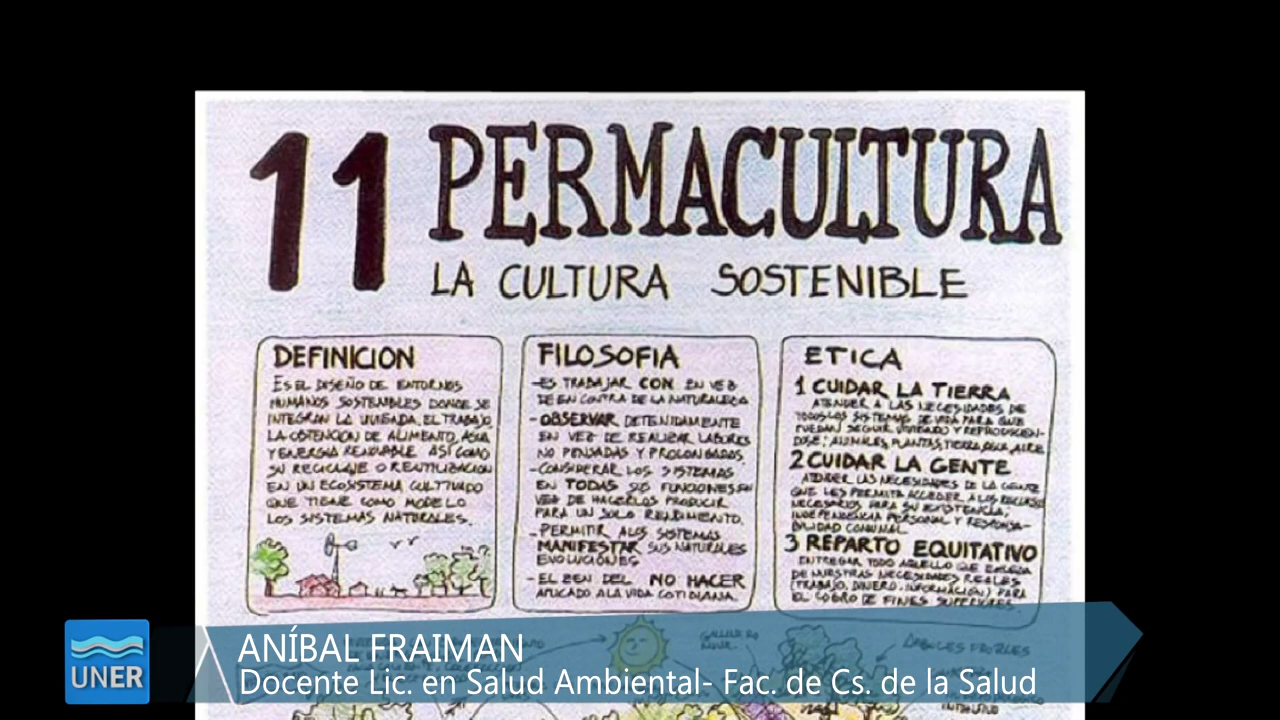 11 PERMACULTURA
LA CULTURA SOSTENIBLE
DEFINICION
ES EL DISEÑO DE ENTORNOS
HUMANOS SOSTENIBLES DONDE SE
INTEGRAN LA VIVIENDA, EL TRABAJO,
LA OBTENCION DE ALIMENTO, AGUA
Y ENERGIA RENOVABLE ASÍ COMO
SU RECICLAJE O REUTILIZACION
EN UN ECOSISTEMA CULTIVADO
QUE TIENE COMO MODELO
LOS SISTEMAS NATURALES.
FILOSOFIA
-ES TRABAJAR CON EN VEZ
DE EN CONTRA DE LA NATURALEZA
-OBSERVAR DETENIDAMENTE
EN VEZ DE REALIZAR LABORES
NO PENSADAS Y PROLONGADAS.
-CONSIDERAR LOS SISTEMAS
EN TODAS SUS FUNCIONES EN
VEZ DE HACERLOS PRODUCIR
PARA UN SOLO RENDIMIENTO.
-PERMITIR A LOS SISTEMAS
MANIFESTAR SUS NATURALES
EVOLUCIONES
-EL ZEN DEL NO HACER
APLICADO A LA VIDA COTIDIANA.
ETICA
1 CUIDAR LA TIERRA
ATENDER A LAS NECESIDADES DE
TODOS LOS SISTEMAS DE VIDA PARA QUE
PUEDAN SEGUIR VIVIENDO Y REPRODUCIEN-
DOSE; ANIMALES, PLANTAS, TIERRA, AGUA, AIRE
2 CUIDAR LA GENTE
ATENDER LAS NECESIDADES DE LA GENTE
QUE LES PERMITA ACCEDER A LOS RECURSOS
NECESARIOS PARA SU EXISTENCIA;
INDEPENDENCIA PERSONAL Y RESPONSA-
BILIDAD COMUNAL
3 REPARTO EQUITATIVO
ENTREGAR TODO AQUELLO QUE EXCEDA
DE NUESTRAS NECESIDADES REALES
(TRABAJO, DINERO, INFORMACION) PARA
EL LOGRO DE FINES SUPERIORES.
UNER
ANÍBAL FRAIMAN
Docente Lic. en Salud Ambiental- Fac. de Cs. de la Salud